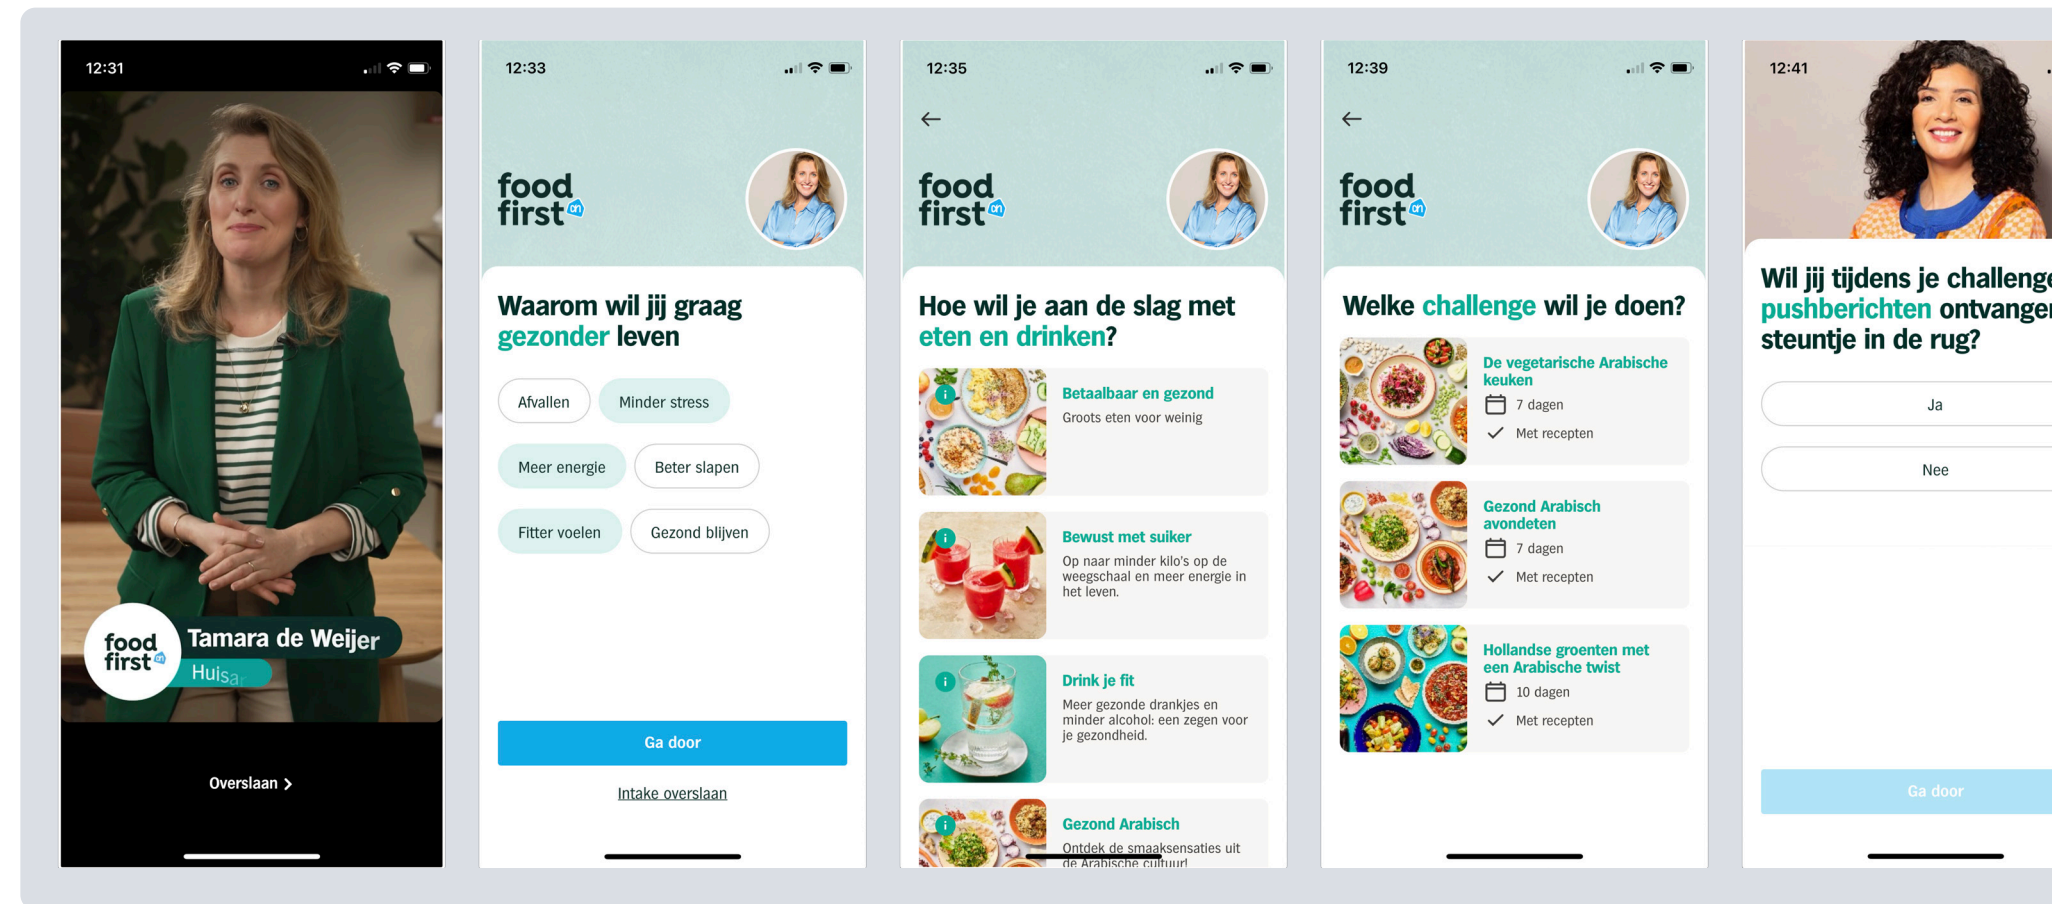 12:31
food
first
Tamara de Weijer
Huisar
Overslaan
12:33
food
first
Waarom wil jij graag
gezonder leven
Afvallen
Minder stress
Meer energie
Beter slapen
Fitter voelen
Gezond blijven
Ga door
Intake overslaan
12:35
food
first
Hoe wil je aan de slag met
eten en drinken?
Betaalbaar en gezond
Groots eten voor weinig
Bewust met suiker
Op naar minder kilo's op de
weegschaal en meer energie in
het leven.
Drink je fit
Meer gezonde drankjes en
minder alcohol: een zegen voor
je gezondheid.
Gezond Arabisch
Ontdek de smaaksensaties uit
de Arabische cultuur!
12:39
food
first
Welke challenge wil je doen?
De vegetarische Arabische
keuken
7 dagen
Met recepten
Gezond Arabisch
avondeten
7 dagen
Met recepten
Hollandse groenten met
een Arabische twist
10 dagen
Met recepten
12:41
Wil jij tijdens je challenge
pushberichten ontvangen
steuntje in de rug?
Ja
Nee
Ga door